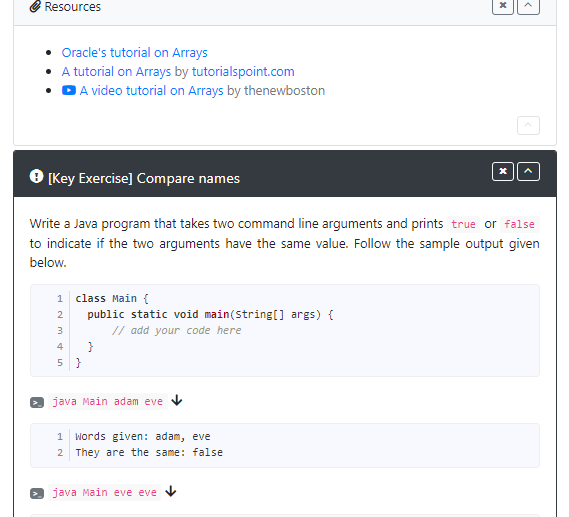 Resources
Oracle's tutorial on Arrays
A tutorial on Arrays by tutorialspoint.com
A video tutorial on Arrays by thenewboston
[Key Exercise] Compare names
Write a Java program that takes two command line arguments and prints true or false
to indicate if the two arguments have the same value. Follow the sample output given
below.
1 class Main {
2 public static void main(String[] args) {
3 // add your code here
4 }
5 }
>_ java Main adam eve
1 Words given: adam, eve
2 They are the same: false
>_ java Main eve eve